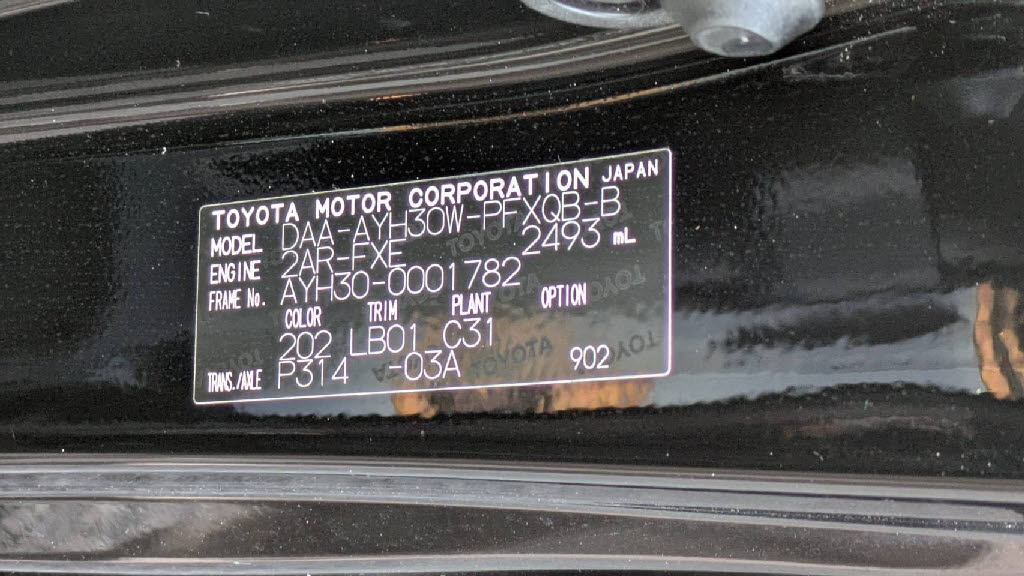 TOYOTA MOTOR CORPORATION JAPAN
MODEL DAA-AYH30W-PFXQB-B
ENGINE 2AR-FXE 2493 mL
FRAME No. AYH30-0001782
COLOR TRIM PLANT OPTION
202 LB01 C31
TRANS./AXLE P314 -03A 902